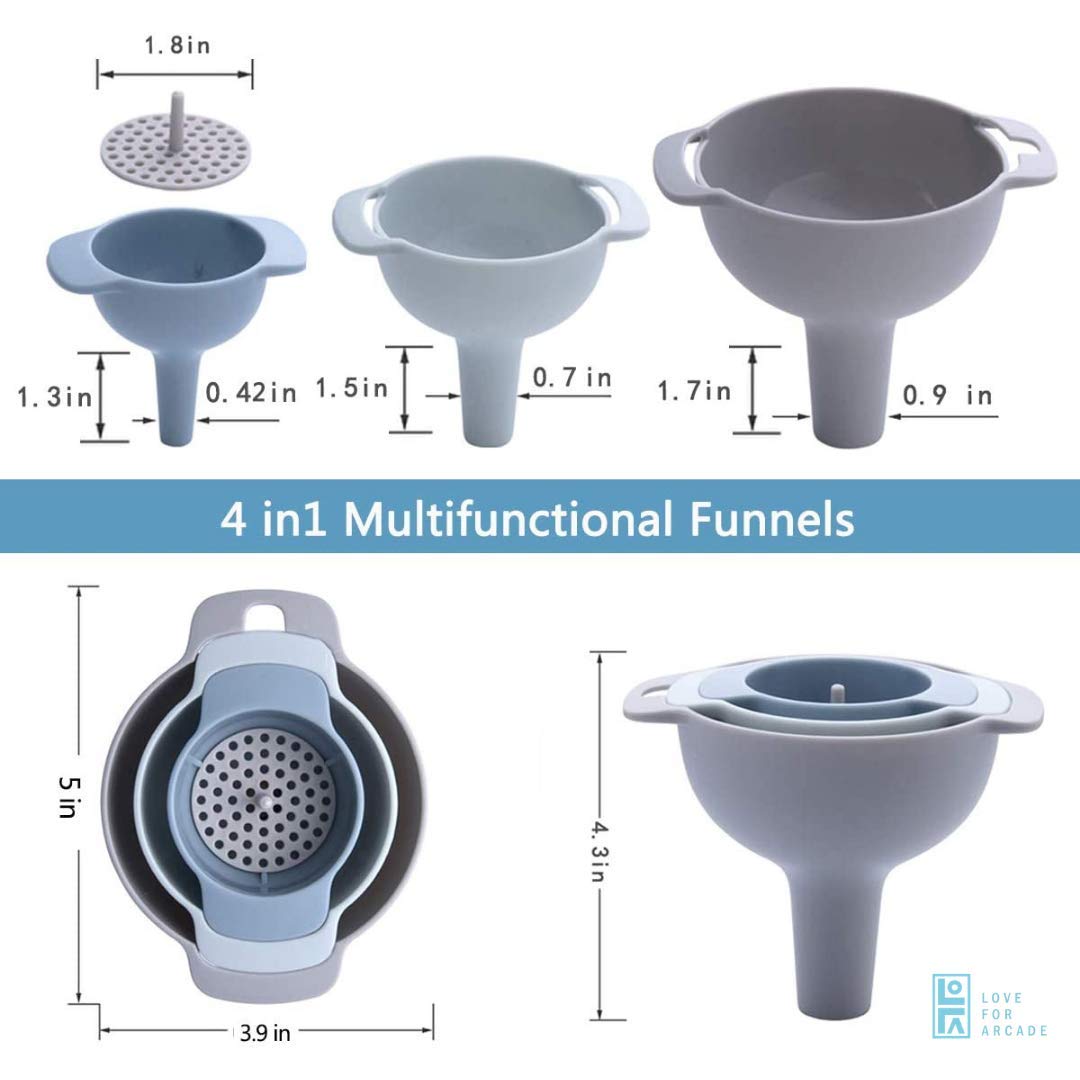 1.8in
1.3in
0.42in
1.5in
0.7 in
1.7in
0.9 in
4 in1 Multifunctional Funnels
5 in
3.9 in
4.3in
LOFA
LOVE
FOR
ARCADE